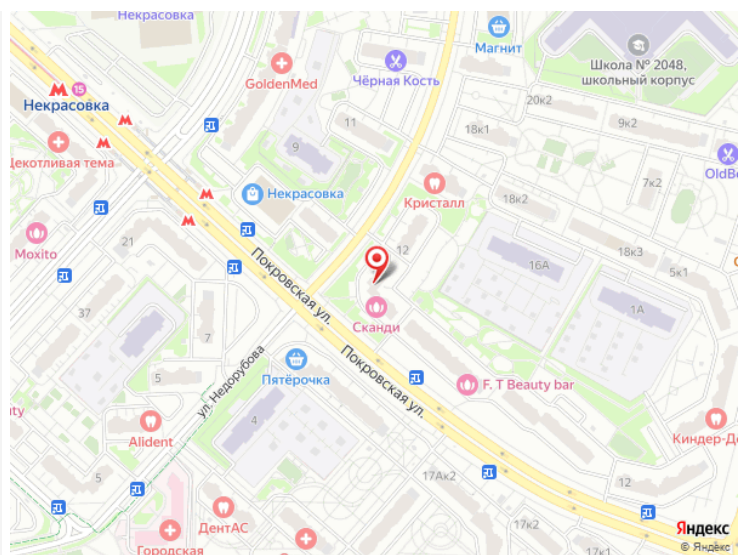 Некрасовка
Магнит
Школа № 2048,
школьный корпус
GoldenMed
Чёрная Кость
15
Некрасовка
20к2
11
18к1
9к2
9
Декотливая тема
OldBo
7к2
Кристалл
Некрасовка
18к2
Moxito
21
12
18к3
16А
5к1
Покровская ул.
37
1А
Сканди
7
ул. Недорубова
Пятёрочка
Покровская ул.
5
F. T Beauty bar
uty
4
Alident
Киндер-Де
5
17Ак2
12
ДентАС
17к2
Городская
Яндекс
© Яндекс